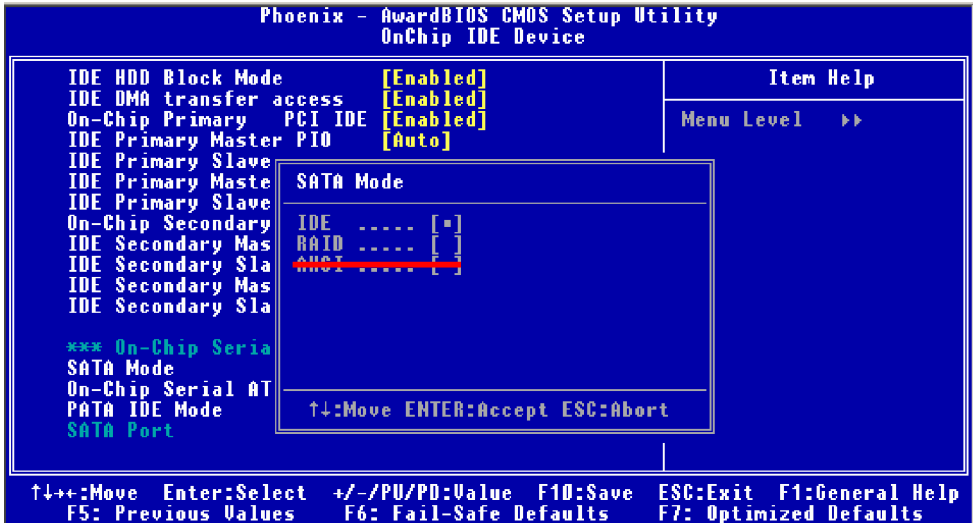 Phoenix - AwardBIOS CMOS Setup Utility
OnChip IDE Device
IDE HDD Block Mode [Enabled]
IDE DMA transfer access [Enabled]
On-Chip Primary PCI IDE [Enabled]
IDE Primary Master PIO [Auto]
IDE Primary Slave
IDE Primary Maste
IDE Primary Slave
On-Chip Secondary
IDE Secondary Mas
IDE Secondary Sla
IDE Secondary Mas
IDE Secondary Sla
*** On-Chip Seria
SATA Mode
On-Chip Serial AT
PATA IDE Mode
SATA Port
SATA Mode
IDE ..... [▪]
RAID ..... [ ]
AHCI ..... [ ]
↑↓:Move ENTER:Accept ESC:Abort
Item Help
Menu Level ▸▸
↑↓→←:Move Enter:Select +/-/PU/PD:Value F10:Save ESC:Exit F1:General Help
F5: Previous Values F6: Fail-Safe Defaults F7: Optimized Defaults